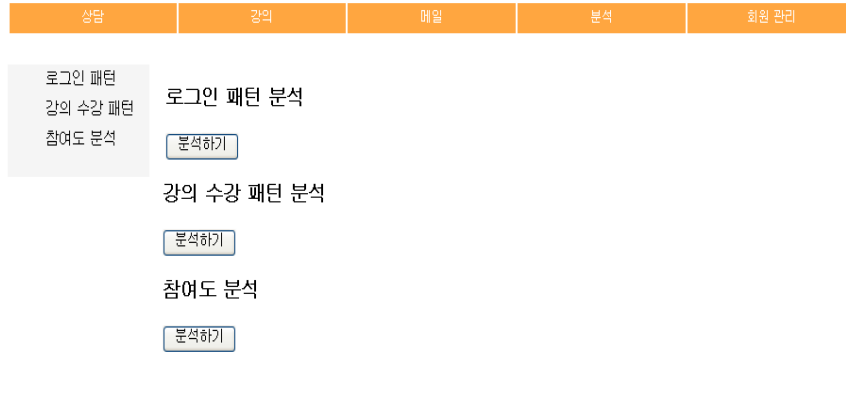 상담 강의 메일 분석 회원 관리
로그인 패턴
강의 수강 패턴
참여도 분석
로그인 패턴 분석
분석하기
강의 수강 패턴 분석
분석하기
참여도 분석
분석하기